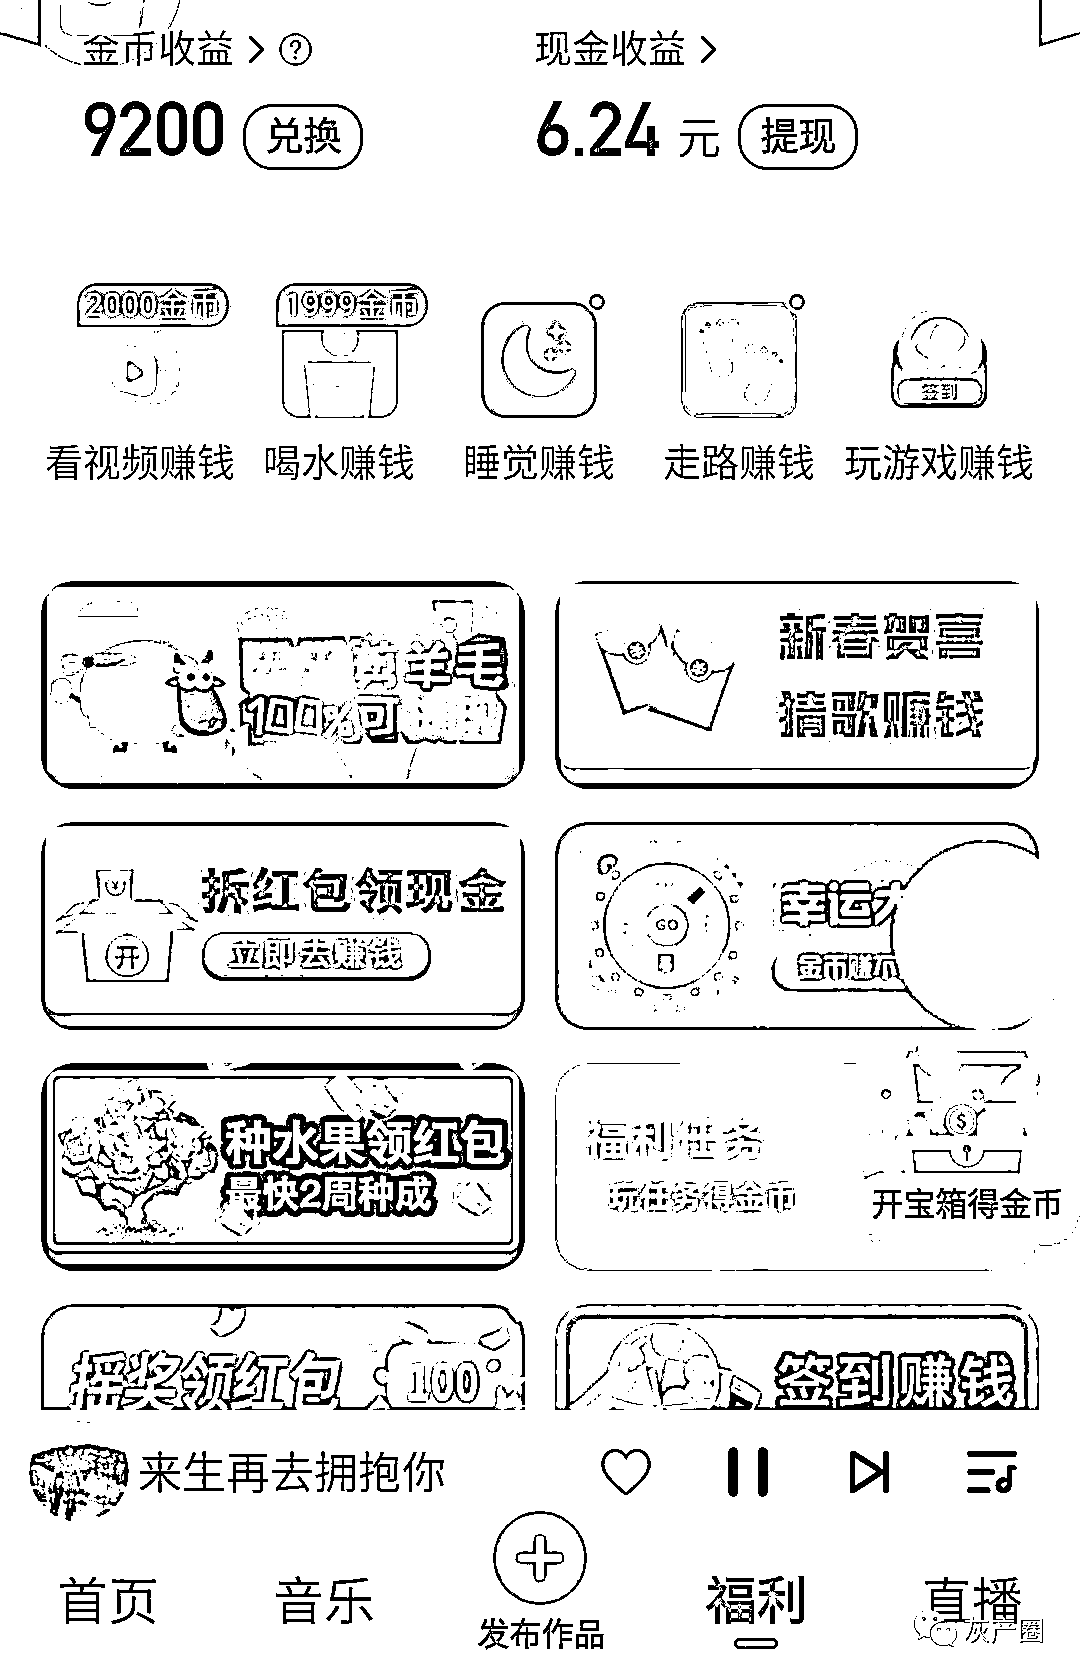 金币收益 > ?
现金收益 >
9200 兑换
6.24 元 提现
2000金币
1999金币
签到
看视频赚钱
喝水赚钱
睡觉赚钱
走路赚钱
玩游戏赚钱
剪羊毛
100%可
新春贺喜
猜歌赚钱
开
拆红包领现金
立即去赚钱
GO
幸运大
金币赚不
种水果领红包
最快2周种成
福利任务
玩任务得金币
$
开宝箱得金币
摇奖领红包
100
签到赚钱
来生再去拥抱你
首页
音乐
发布作品
福利
直播
灰产圈